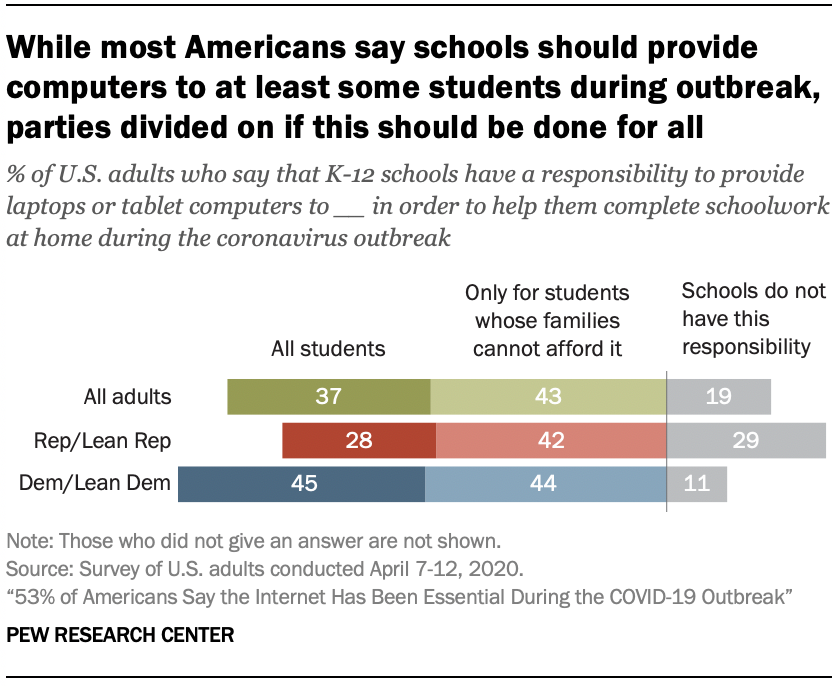 While most Americans say schools should provide
computers to at least some students during outbreak,
parties divided on if this should be done for all
% of U.S. adults who say that K-12 schools have a responsibility to provide
laptops or tablet computers to __ in order to help them complete schoolwork
at home during the coronavirus outbreak
All students
Only for students
whose families
cannot afford it
Schools do not
have this
responsibility
All adults 37 43 19
Rep/Lean Rep 28 42 29
Dem/Lean Dem 45 44 11
Note: Those who did not give an answer are not shown.
Source: Survey of U.S. adults conducted April 7-12, 2020.
“53% of Americans Say the Internet Has Been Essential During the COVID-19 Outbreak”
PEW RESEARCH CENTER